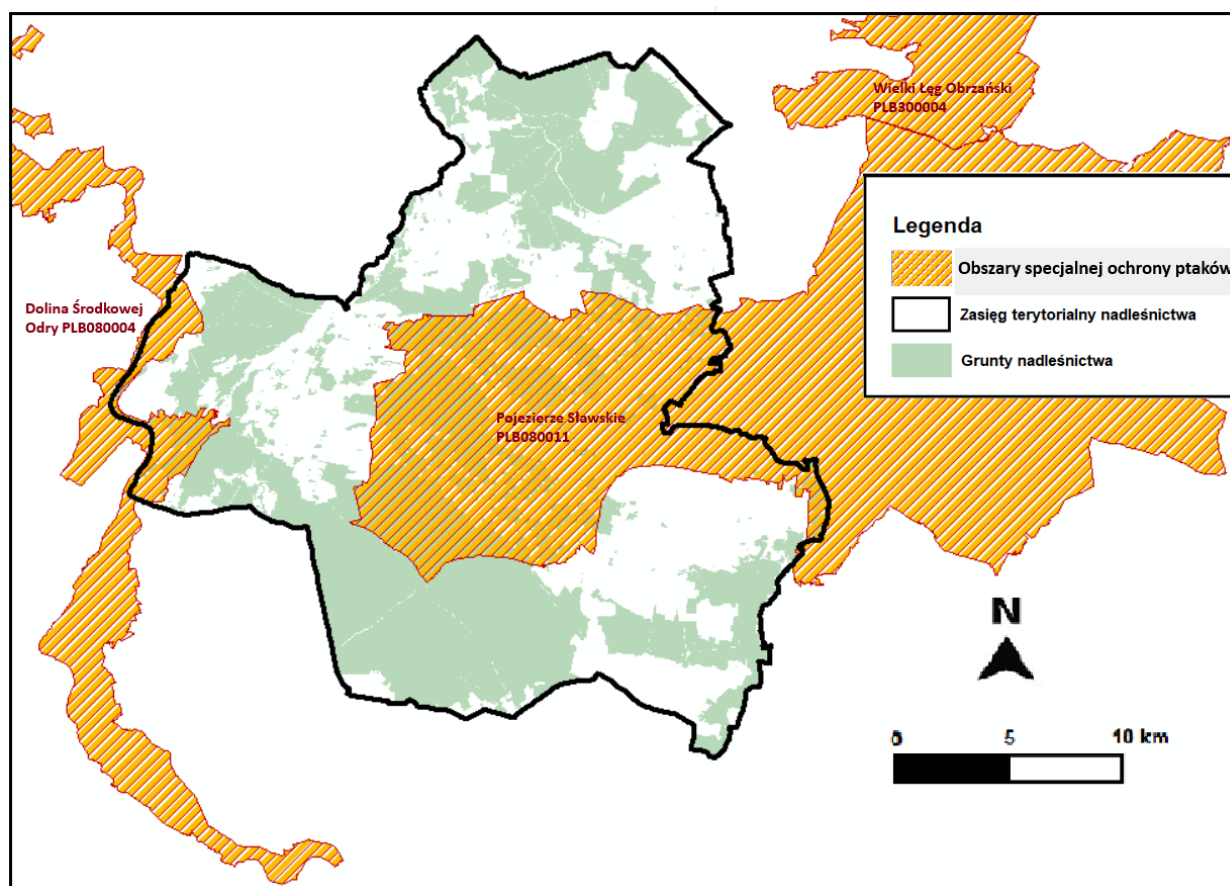 Wielki Łęg Obrzański
PLB300004
Legenda
Obszary specjalnej ochrony ptaków
Zasięg terytorialny nadleśnictwa
Grunty nadleśnictwa
Dolina Środkowej
Odry PLB080004
Pojezierze Sławskie
PLB080011
N
0 5 10 km